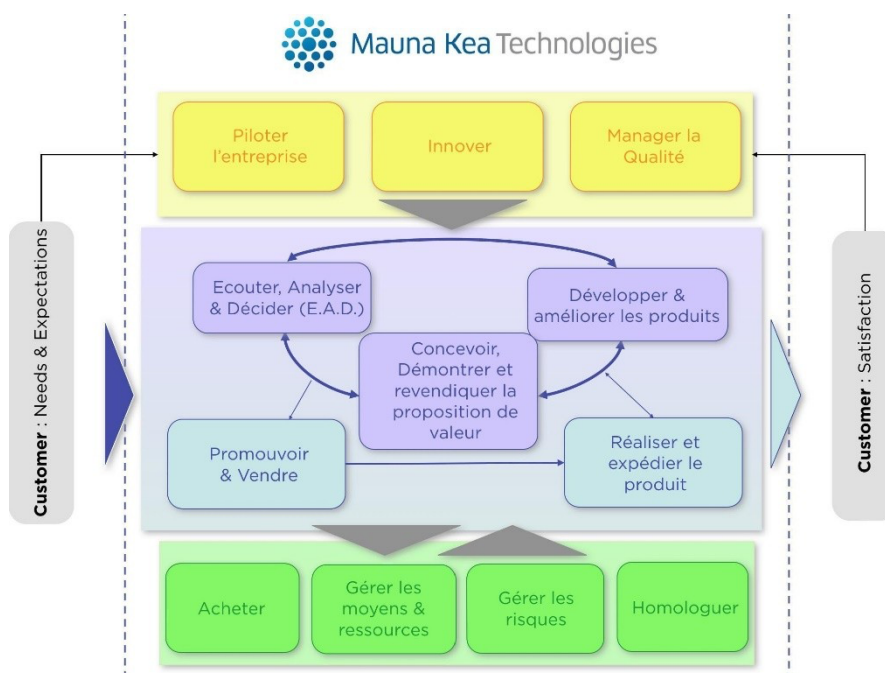 Mauna Kea Technologies
Piloter
l'entreprise
Innover
Manager la
Qualité
Customer : Needs & Expectations
Ecouter, Analyser
& Décider (E.A.D.)
Développer &
améliorer les produits
Concevoir,
Démontrer et
revendiquer la
proposition de
valeur
Promouvoir
& Vendre
Réaliser et
expédier le
produit
Customer : Satisfaction
Acheter
Gérer les
moyens &
ressources
Gérer les
risques
Homologuer